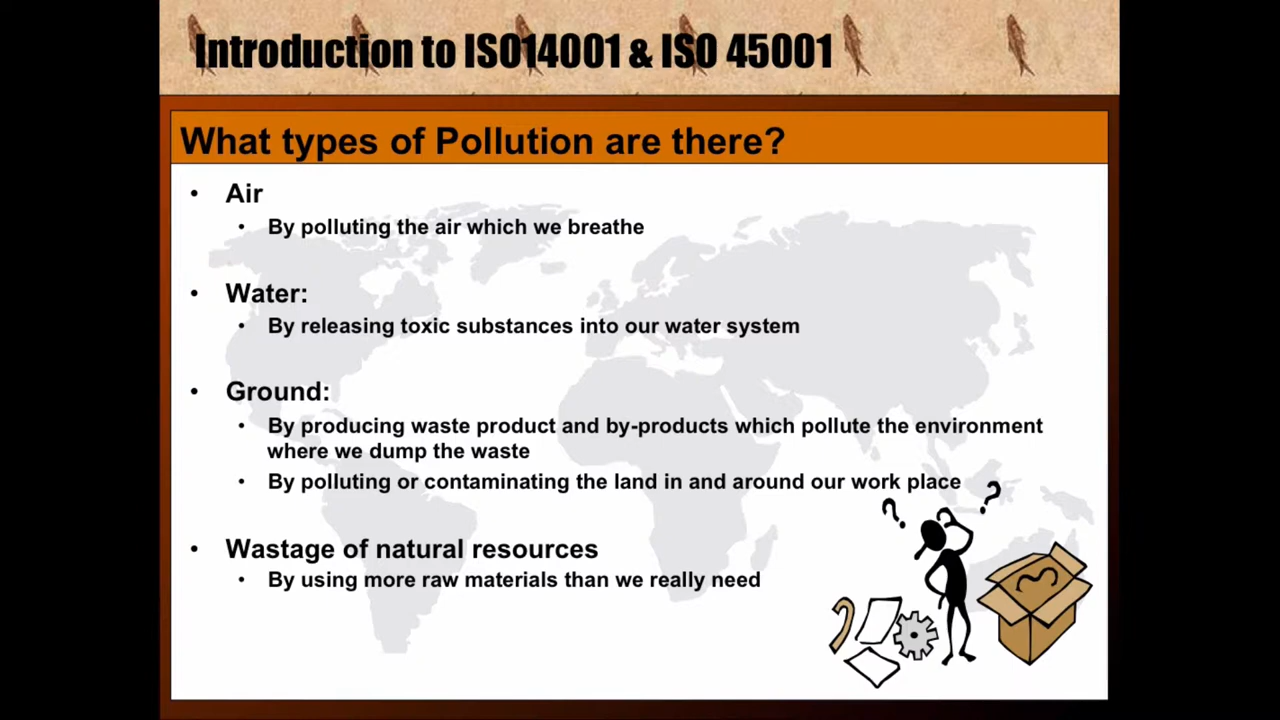 Introduction to ISO14001 & ISO 45001
What types of Pollution are there?
• Air
• By polluting the air which we breathe
• Water:
• By releasing toxic substances into our water system
• Ground:
• By producing waste product and by-products which pollute the environment
where we dump the waste
• By polluting or contaminating the land in and around our work place
• Wastage of natural resources
• By using more raw materials than we really need
? ?